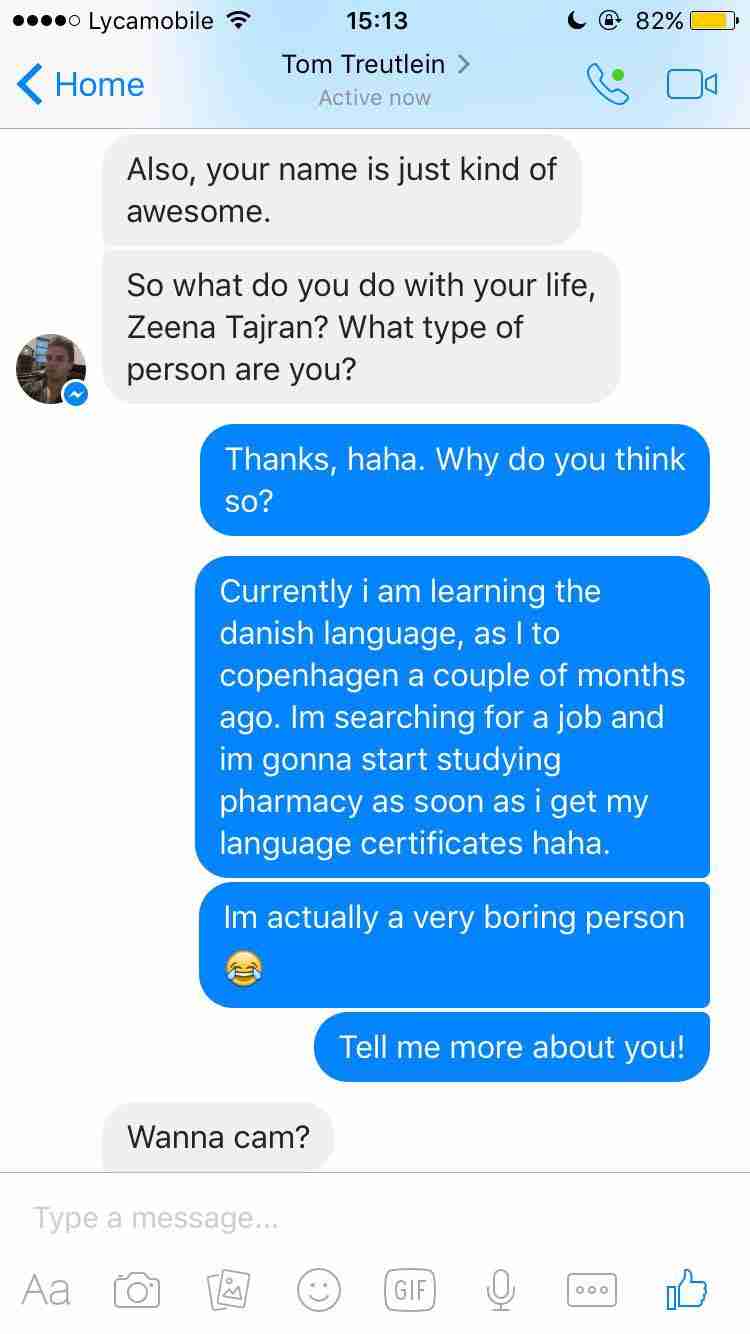 Lycamobile 15:13 82%
Home Tom Treutlein
Active now
Also, your name is just kind of
awesome.
So what do you do with your life,
Zeena Tajran? What type of
person are you?
Thanks, haha. Why do you think
so?
Currently i am learning the
danish language, as I to
copenhagen a couple of months
ago. Im searching for a job and
im gonna start studying
pharmacy as soon as i get my
language certificates haha.
Im actually a very boring person
😂
Tell me more about you!
Wanna cam?
Type a message...
Aa GIF